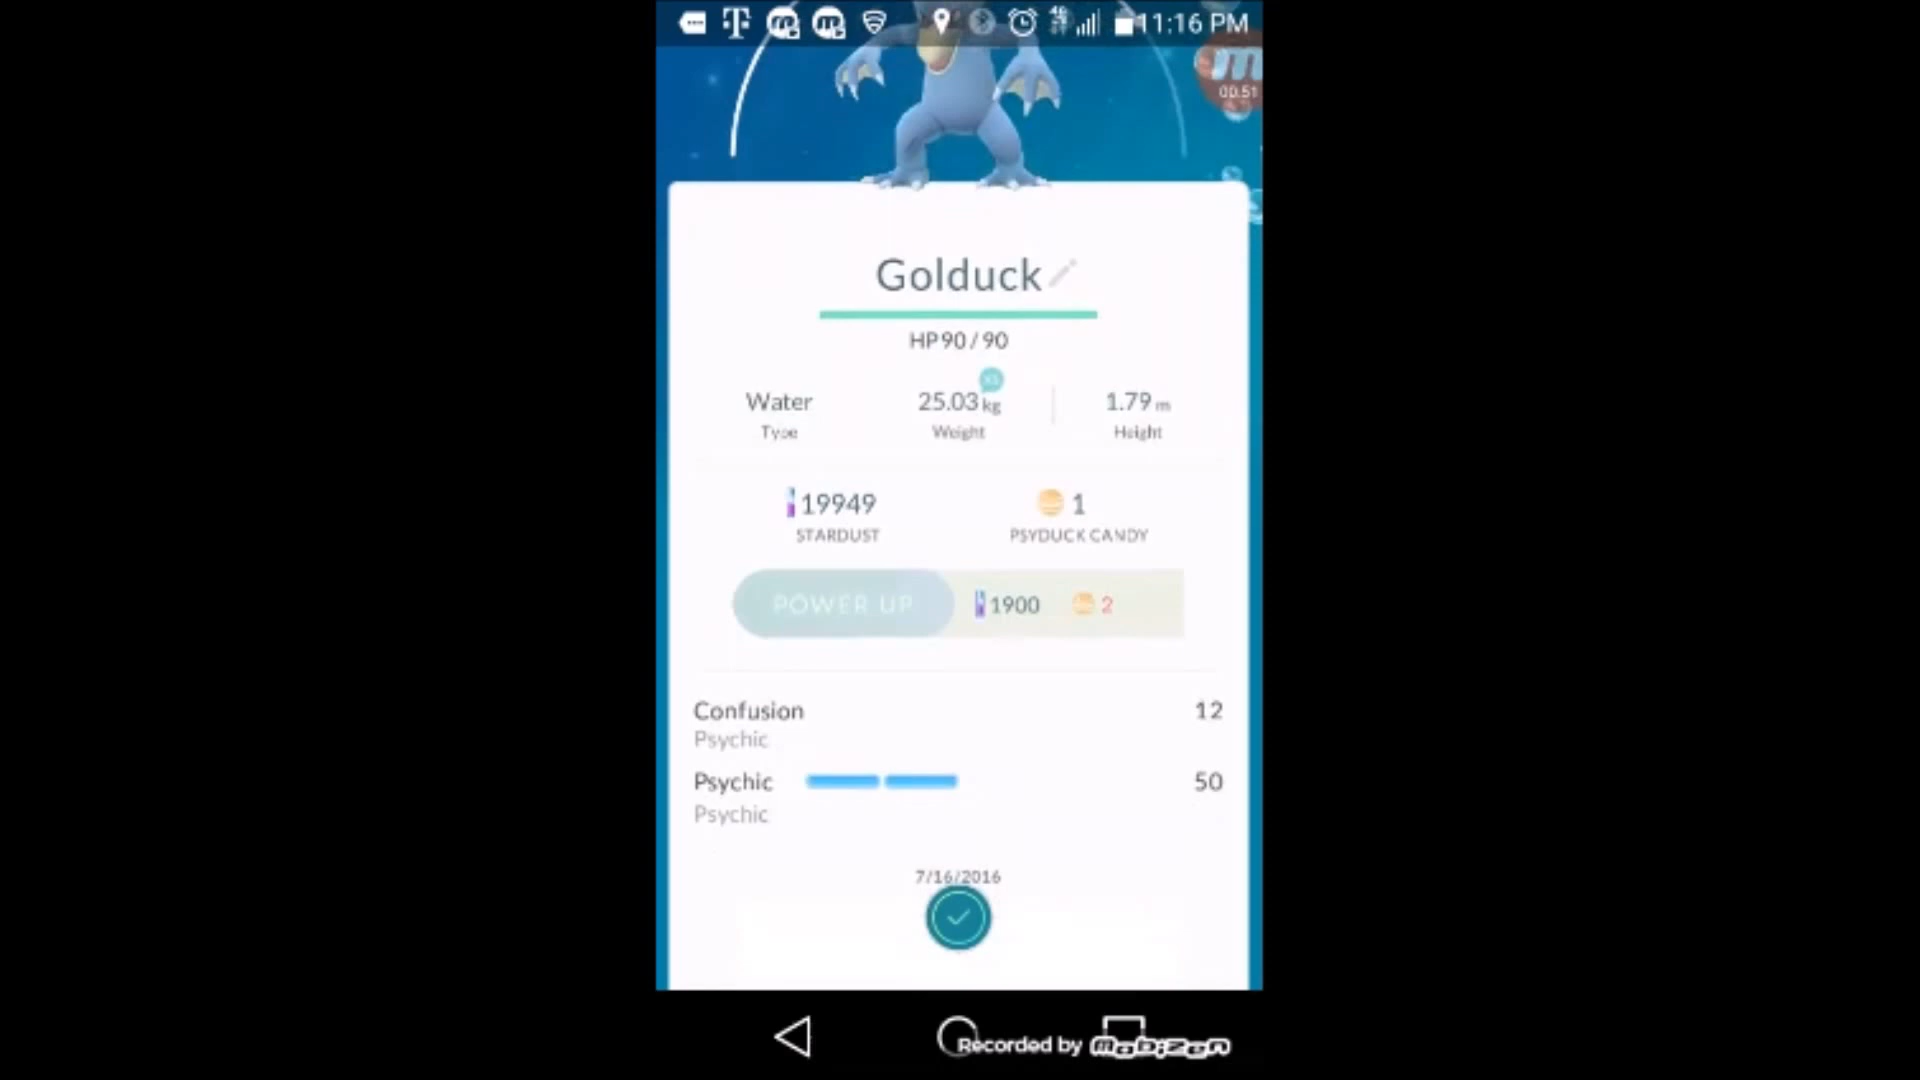 11:16 PM
00:51
Golduck
HP 90 / 90
Water
Type
XS
25.03 kg
Weight
1.79 m
Height
19949
STARDUST
1
PSYDUCK CANDY
POWER UP
1900
2
Confusion
12
Psychic
Psychic
50
Psychic
7/16/2016
Recorded by Mobizen